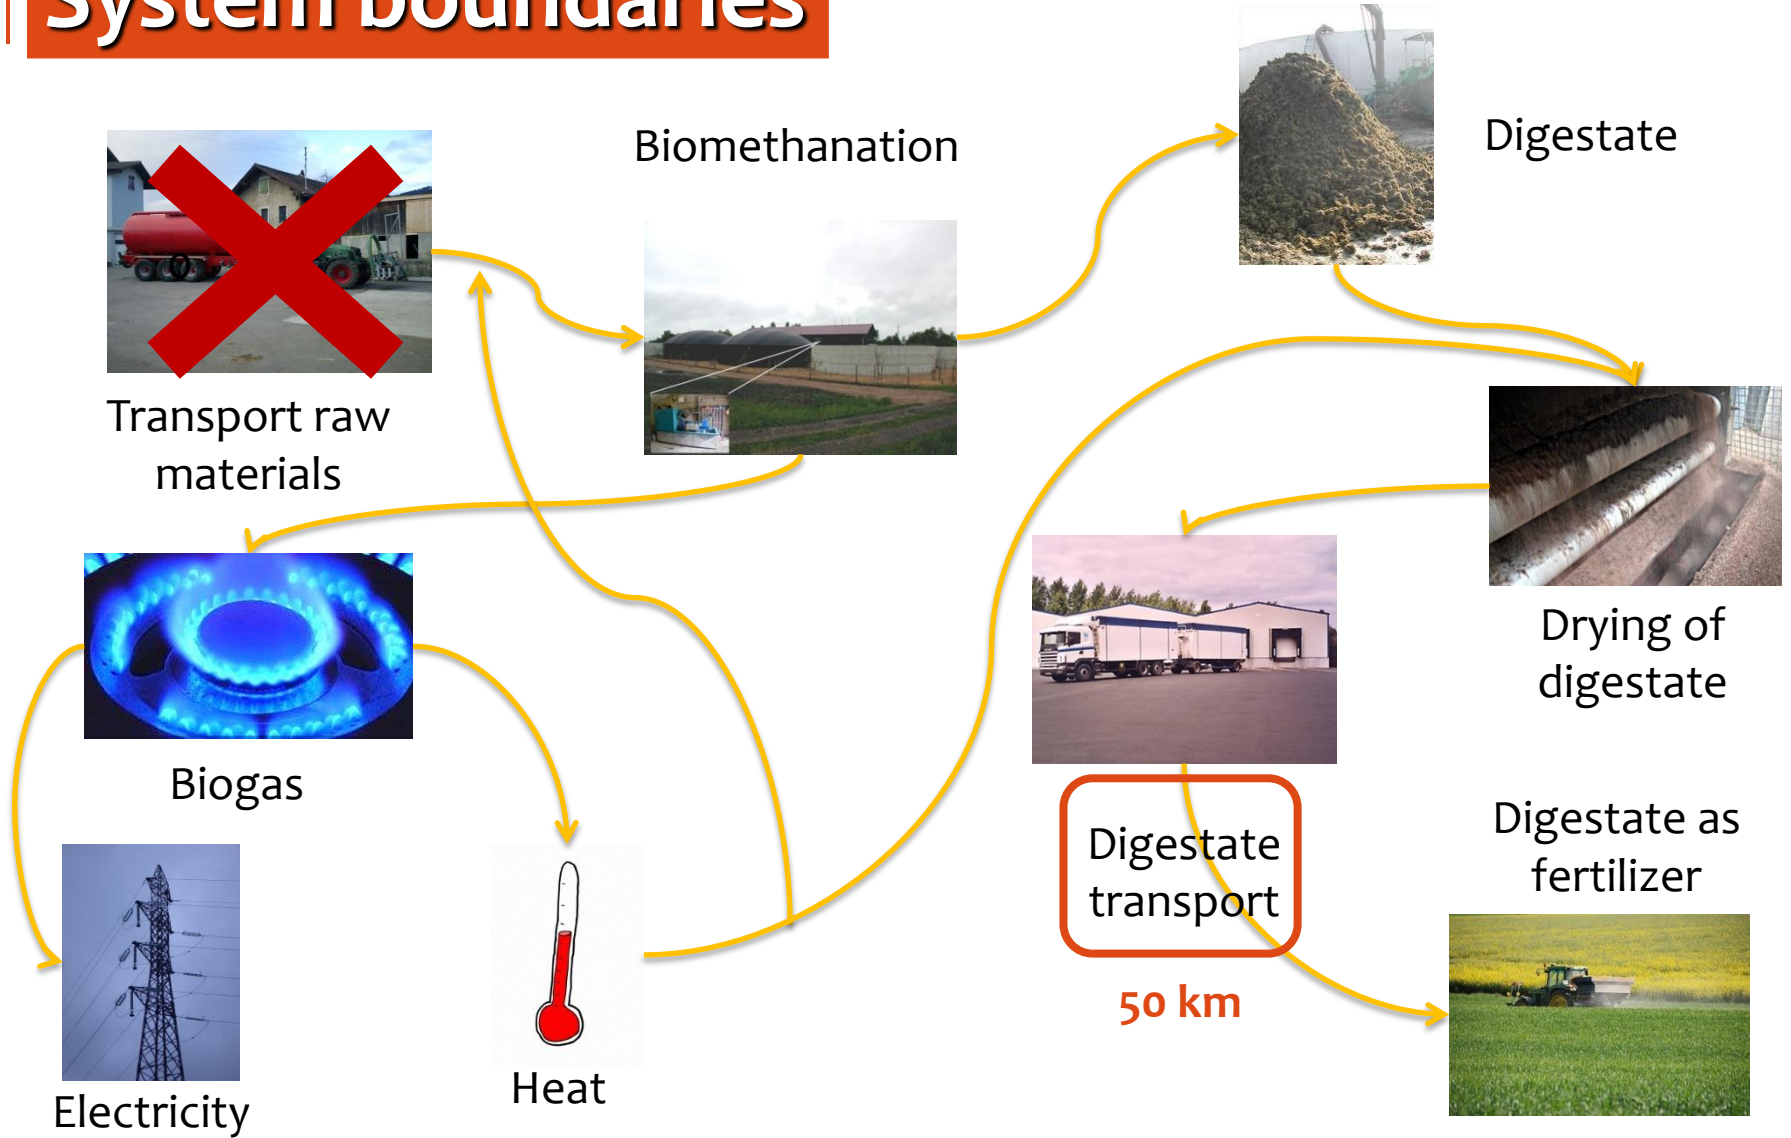 System boundaries
Biomethanation
Digestate
Transport raw
materials
Drying of
digestate
Biogas
Digestate
transport
50 km
Digestate as
fertilizer
Electricity
Heat